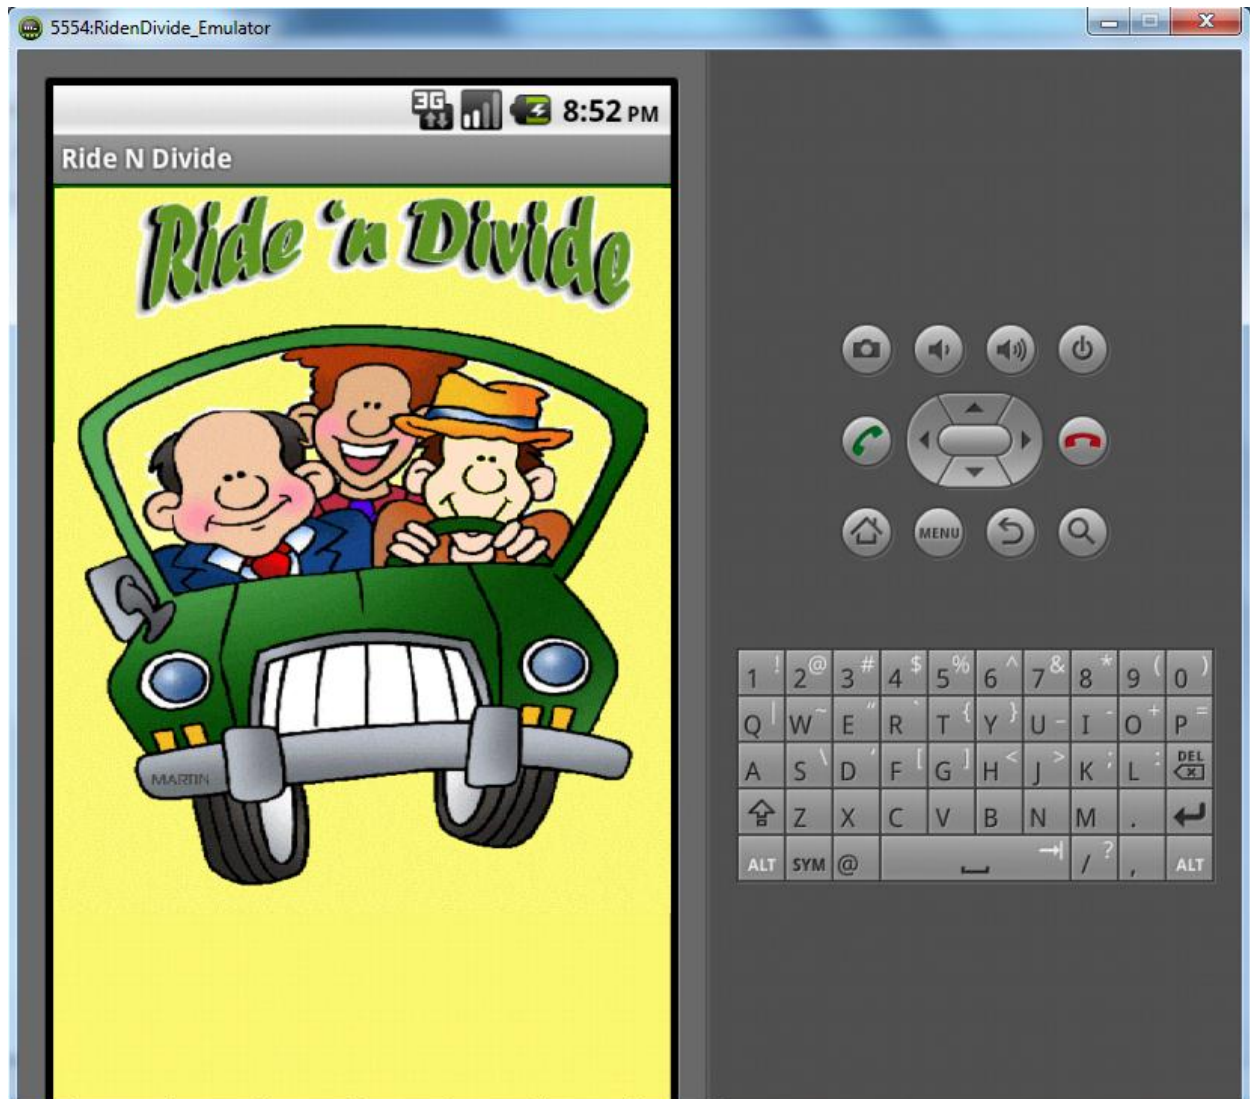 5554:RidenDivide_Emulator
3G 8:52 PM
Ride N Divide
Ride ‘n Divide
MARTIN
MENU
1 ! 2 @ 3 # 4 $ 5 % 6 ^ 7 & 8 * 9 ( 0 )
Q | W ~ E " R ` T { Y } U _ I - O + P =
A S \ D ' F [ G ] H < J > K ; L : DEL
Z X C V B N M .
ALT SYM @ / ? , ALT